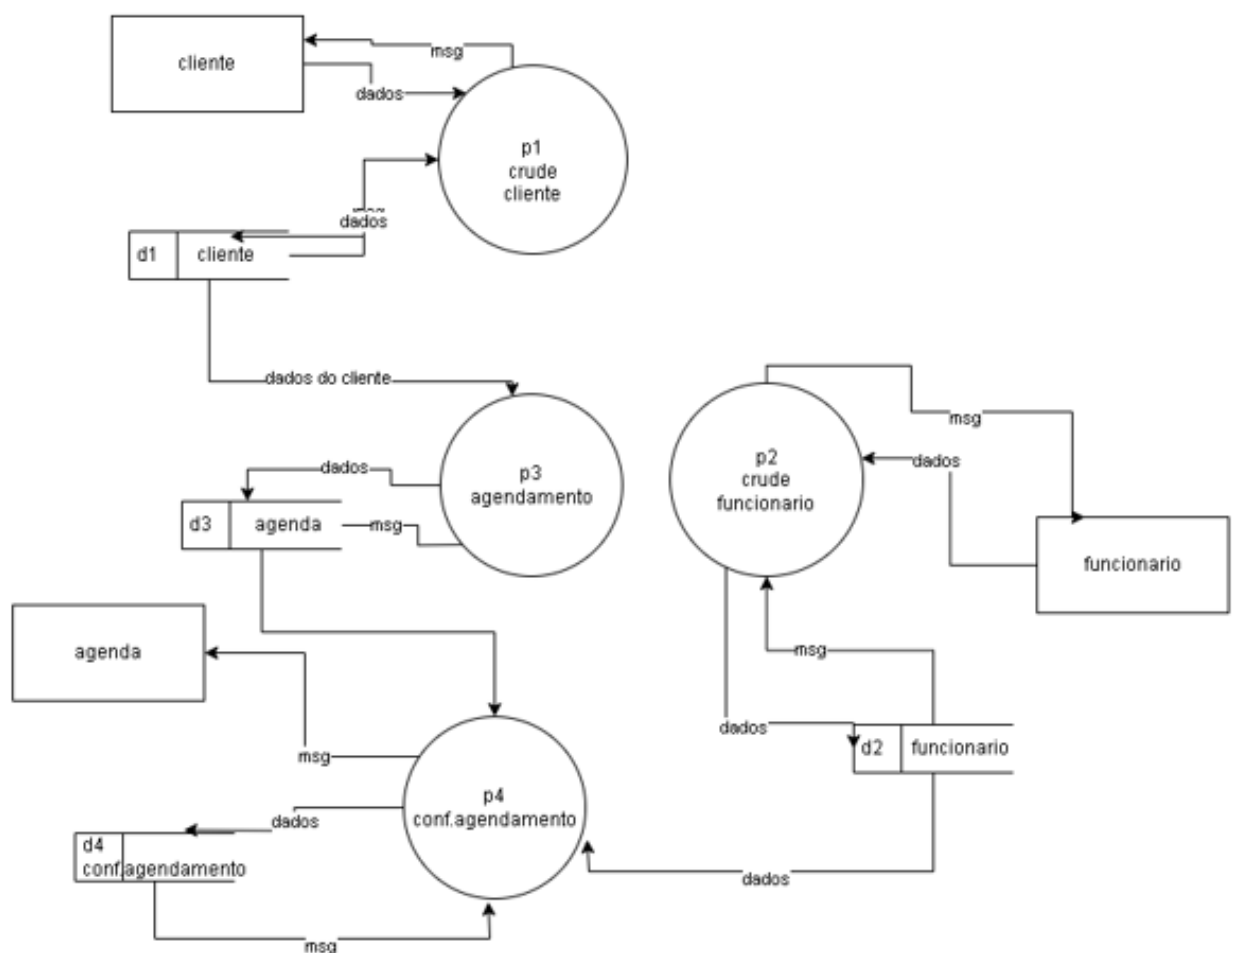 cliente
msg
dados
p1
crude
cliente
dados
d1
cliente
dados do cliente
dados
p3
agendamento
d3
agenda
msg
p2
crude
funcionario
msg
dados
funcionario
agenda
msg
msg
dados
d2
funcionario
p4
conf.agendamento
dados
d4
conf.agendamento
dados
msg